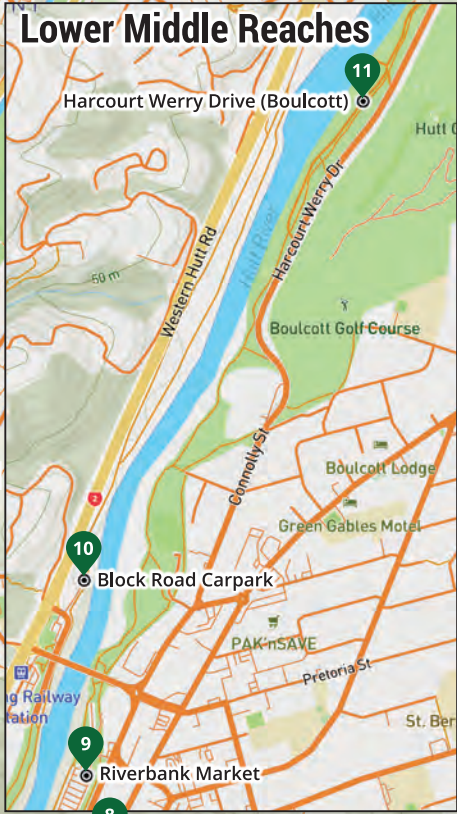 Lower Middle Reaches
11
Harcourt Werry Drive (Boulcott)
Hutt
Harcourt Werry Dr
Hutt River
Western Hutt Rd
50 m
Boulcott Golf Course
Connolly St
Boulcott Lodge
2
Green Gables Motel
10
Block Road Carpark
PAK'nSAVE
Pretoria St
ng Railway
tation
St. Ber
9
Riverbank Market
8